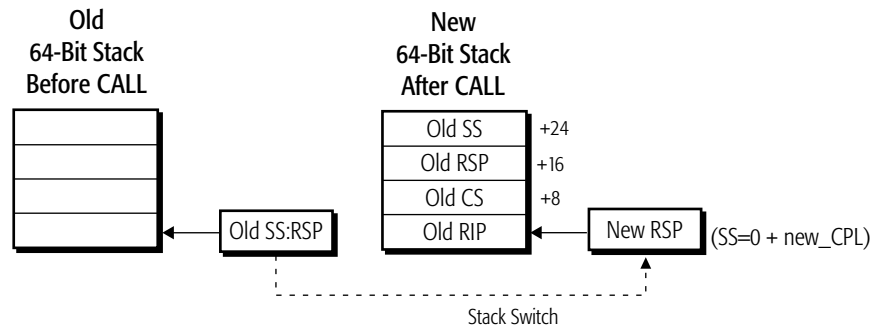 Old
64-Bit Stack
Before CALL
New
64-Bit Stack
After CALL
Old SS +24
Old RSP +16
Old CS +8
Old RIP
Old SS:RSP
New RSP
(SS=0 + new_CPL)
Stack Switch